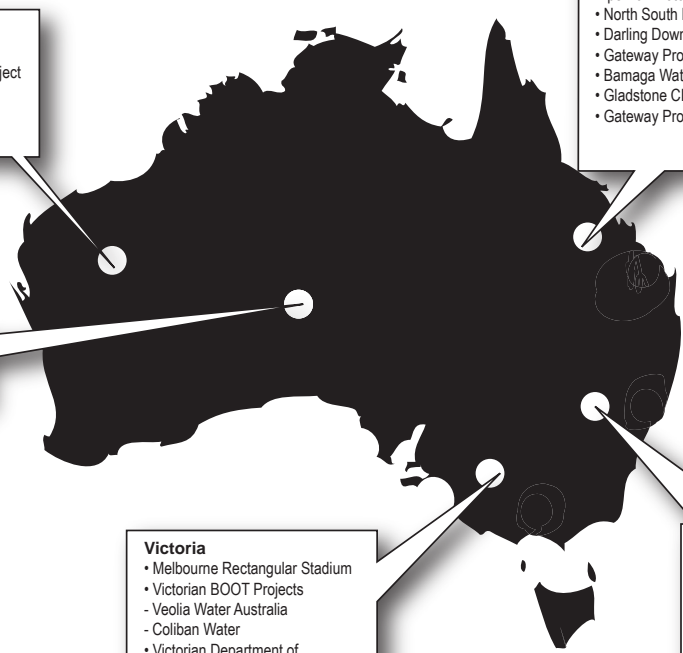 ject
• North South
• Darling Down
• Gateway Pro
• Bamaga Wat
• Gladstone
• Gateway Pro
Victoria
• Melbourne Rectangular Stadium
• Victorian BOOT Projects
- Veolia Water Australia
- Coliban Water
• Victorian Department of